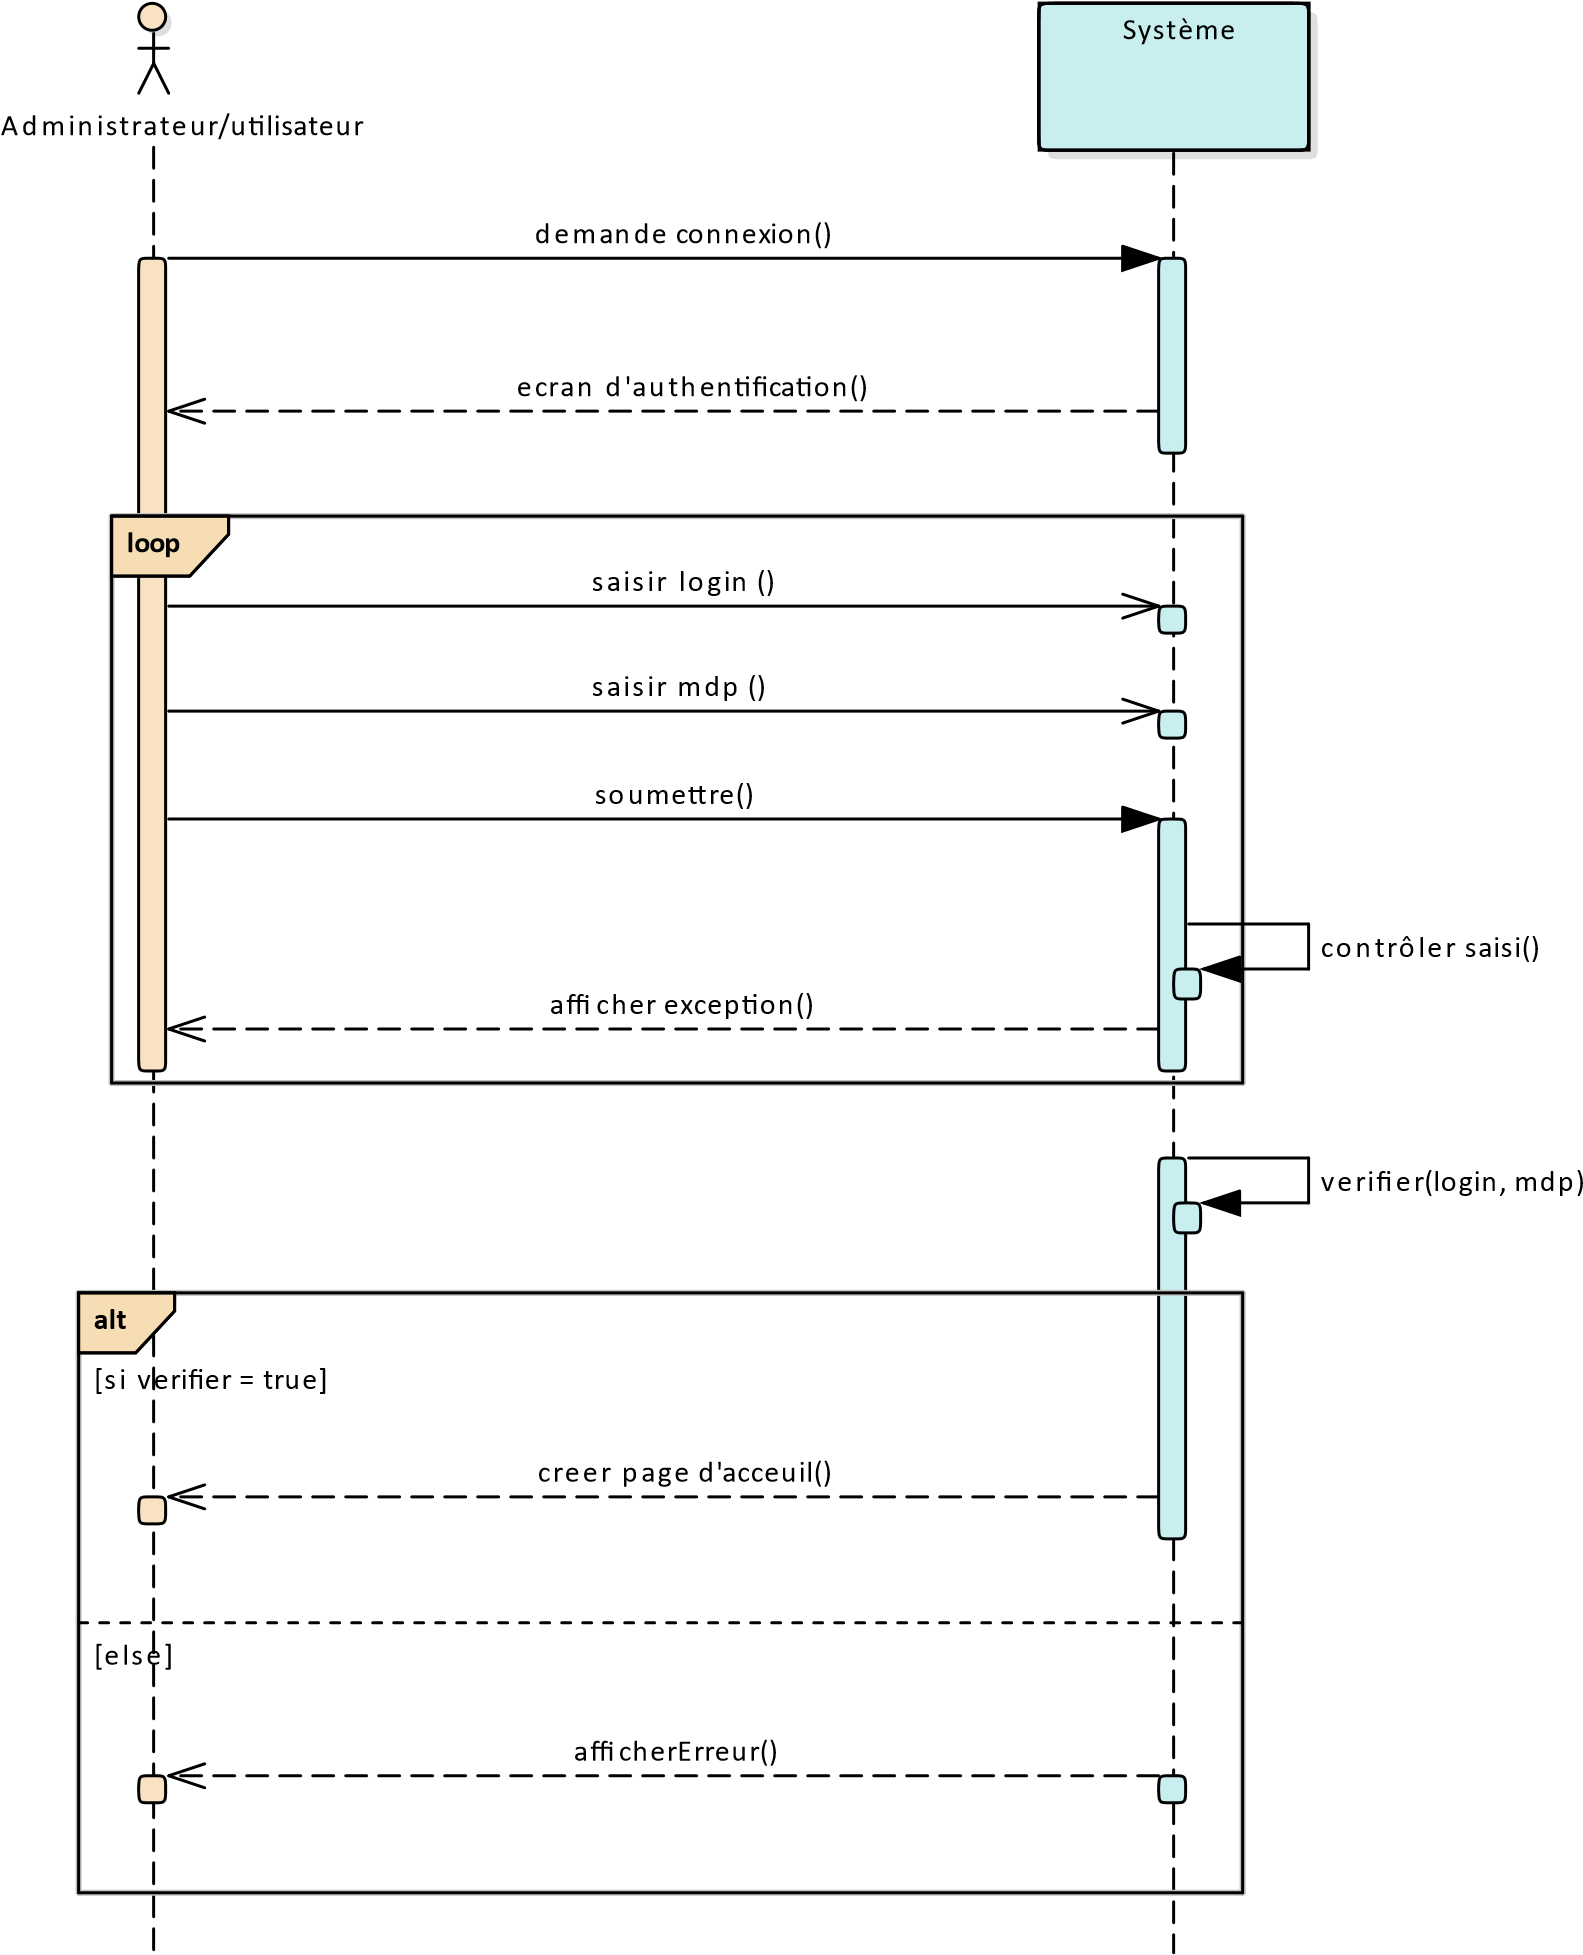 Système
Administrateur/utilisateur
demande connexion()
ecran d'authentification()
loop
saisir login ()
saisir mdp ()
soumettre()
contrôler saisi()
afficher exception()
verifier(login, mdp)
alt
[si verifier = true]
creer page d'acceuil()
[else]
afficherErreur()